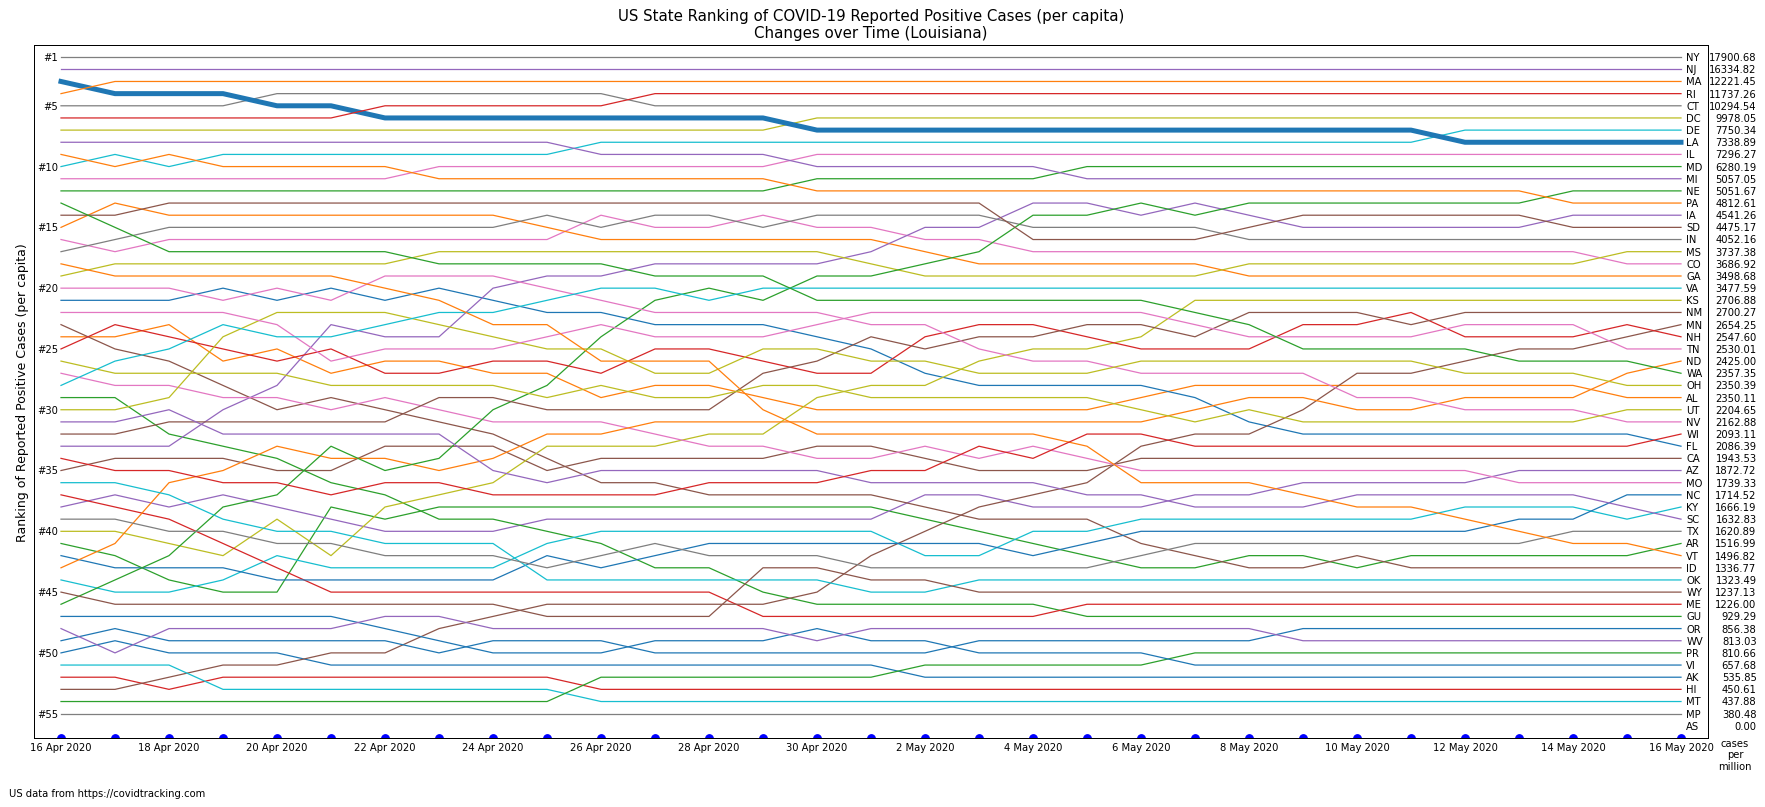 US State Ranking of COVID-19 Reported Positive Cases (per capita)
Changes over Time (Louisiana)
Ranking of Reported Positive Cases (per capita)
#1
#5
#10
#15
#20
#25
#30
#35
#40
#45
#50
#55
NY 17900.68
NJ 16334.82
MA 12221.45
RI 11737.26
CT 10294.54
DC 9978.05
DE 7750.34
LA 7338.89
IL 7296.27
MD 6280.19
MI 5057.05
NE 5051.67
PA 4812.61
IA 4541.26
SD 4475.17
IN 4052.16
MS 3737.38
CO 3686.92
GA 3498.68
VA 3477.59
KS 2706.88
NM 2700.27
MN 2654.25
NH 2547.60
TN 2530.01
ND 2425.00
WA 2357.35
OH 2350.39
AL 2350.11
UT 2204.65
NV 2162.88
WI 2093.11
FL 2086.39
CA 1943.53
AZ 1872.72
MO 1739.33
NC 1714.52
KY 1666.19
SC 1632.83
TX 1620.89
AR 1516.99
VT 1496.82
ID 1336.77
OK 1323.49
WY 1237.13
ME 1226.00
GU 929.29
OR 856.38
WV 813.03
PR 810.66
VI 657.68
AK 535.85
HI 450.61
MT 437.88
MP 380.48
AS 0.00
16 Apr 2020 18 Apr 2020 20 Apr 2020 22 Apr 2020 24 Apr 2020 26 Apr 2020 28 Apr 2020 30 Apr 2020 2 May 2020 4 May 2020 6 May 2020 8 May 2020 10 May 2020 12 May 2020 14 May 2020 16 May 2020
cases
per
million
US data from https://covidtracking.com